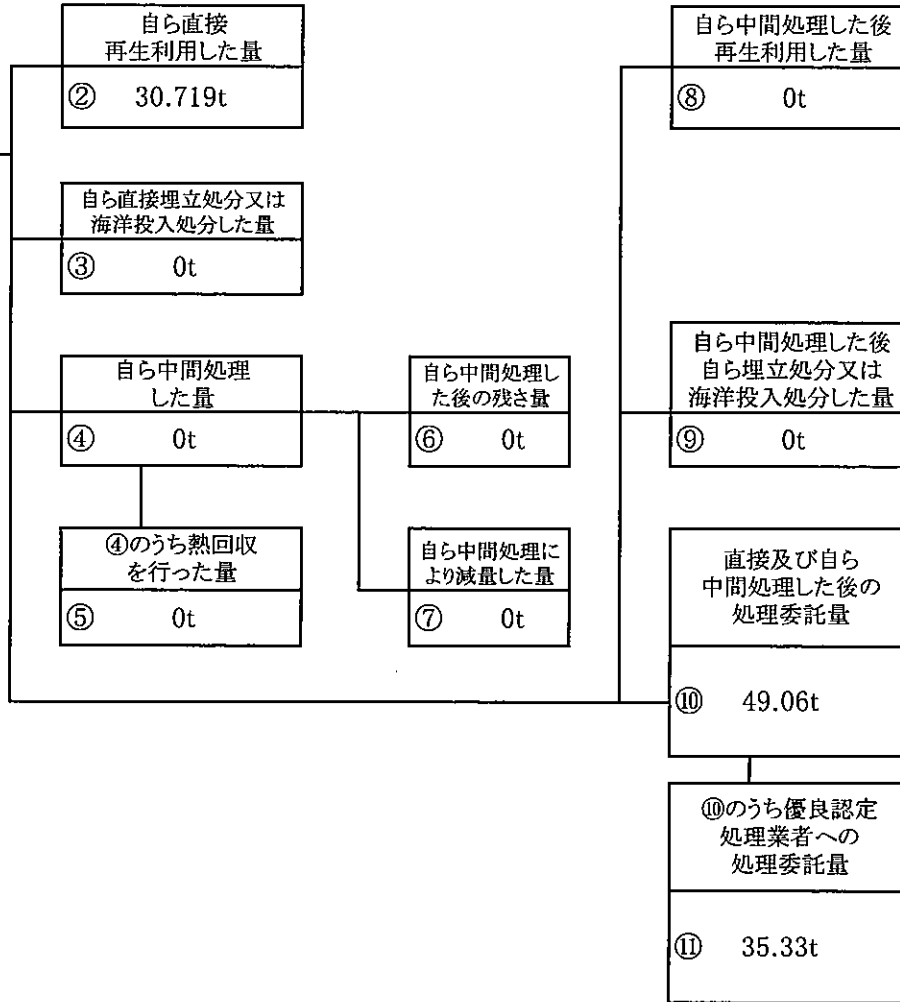 自ら直接
再生利用した量
② 30.719t
自ら直接埋立処分又は
海洋投入処分した量
③ 0t
自ら中間処理
した量
④ 0t
④のうち熱回収
を行った量
⑤ 0t
自ら中間処理し
た後の残さ量
⑥ 0t
自ら中間処理に
より減量した量
⑦ 0t
自ら中間処理した後
再生利用した量
⑧ 0t
自ら中間処理した後
自ら埋立処分又は
海洋投入処分した量
⑨ 0t
直接及び自ら
中間処理した後の
処理委託量
⑩ 49.06t
⑩のうち優良認定
処理業者への
処理委託量
⑪ 35.33t